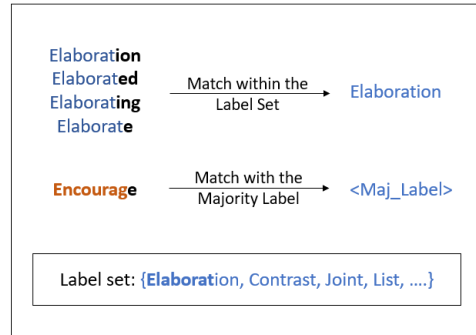 Elaboration
Elaborated
Elaborating
Elaborate
Match within the
Label Set
Elaboration
Encourage
Match with the
Majority Label
<Maj_Label>
Label set: {Elaboration, Contrast, Joint, List, ....}